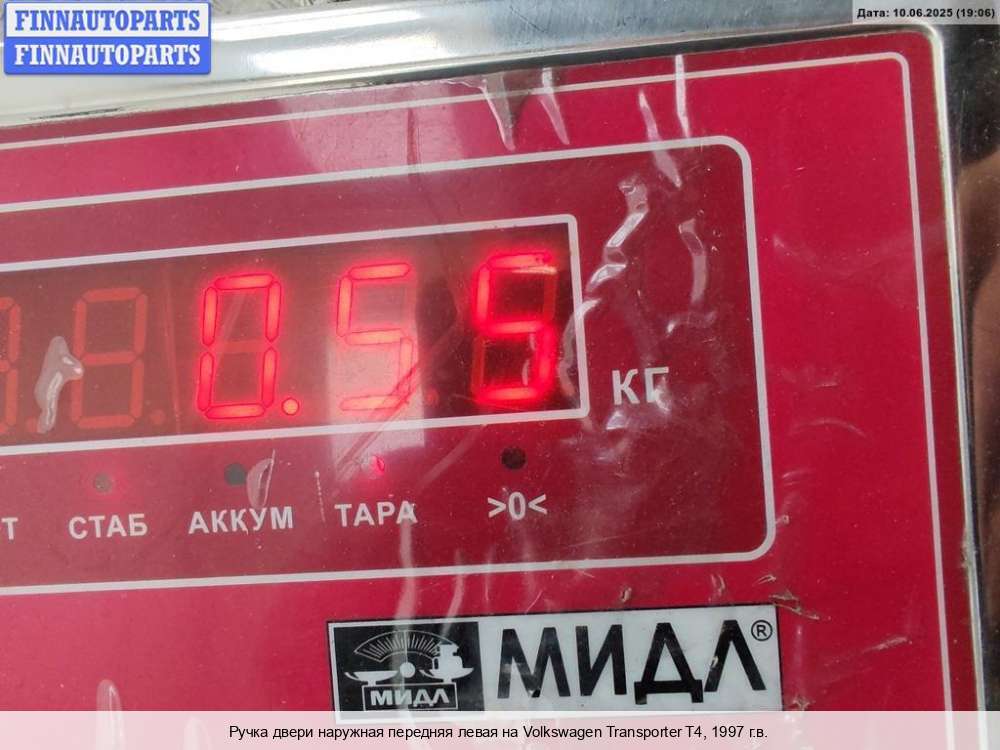 FINNAUTOPARTS
FINNAUTOPARTS
Дата: 10.06.2025 (19:06)
0.55
КГ
Т СТАБ АККУМ ТАРА >0<
МИДЛ
МИДЛ®
Ручка двери наружная передняя левая на Volkswagen Transporter T4, 1997 г.в.